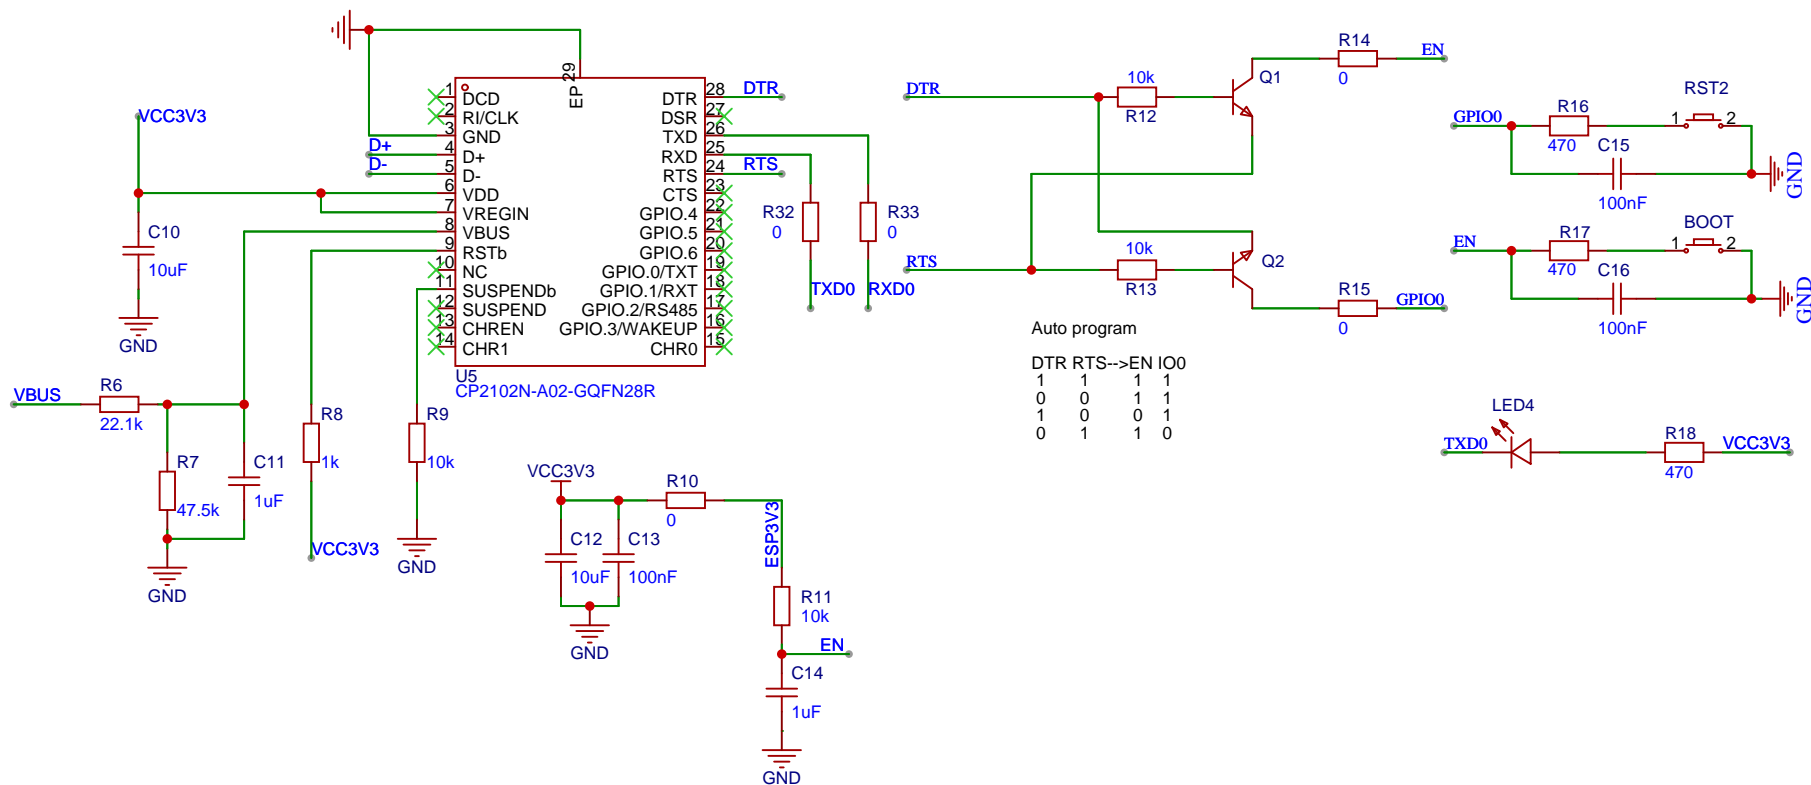 EP 29
1 DCD
2 RI/CLK
3 GND
4 D+
5 D-
6 VDD
7 VREGIN
8 VBUS
9 RSTb
10 NC
11 SUSPENDb
12 SUSPEND
13 CHREN
14 CHR1
DTR 28
DSR 27
TXD 26
RXD 25
RTS 24
CTS 23
GPIO.4 22
GPIO.5 21
GPIO.6 20
GPIO.0/TXT 19
GPIO.1/RXT 18
GPIO.2/RS485 17
GPIO.3/WAKEUP 16
CHR0 15
U5
CP2102N-A02-GQFN28R
VCC3V3
D+
D-
C10
10uF
GND
DTR
RTS
R32
0
R33
0
TXD0
RXD0
VBUS
R6
22.1k
R7
47.5k
C11
1uF
GND
R8
1k
VCC3V3
R9
10k
GND
VCC3V3
R10
0
C12
10uF
C13
100nF
GND
ESP3V3
R11
10k
EN
C14
1uF
GND
DTR
10k
R12
Q1
R14
0
EN
RTS
10k
R13
Q2
R15
0
GPIO0
Auto program
DTR RTS-->EN IO0
1 1 1 1
0 0 1 1
1 0 0 1
0 1 1 0
GPIO0
R16
470
RST2
1 2
C15
100nF
GND
EN
R17
470
BOOT
1 2
C16
100nF
GND
LED4
TXD0
R18
470
VCC3V3